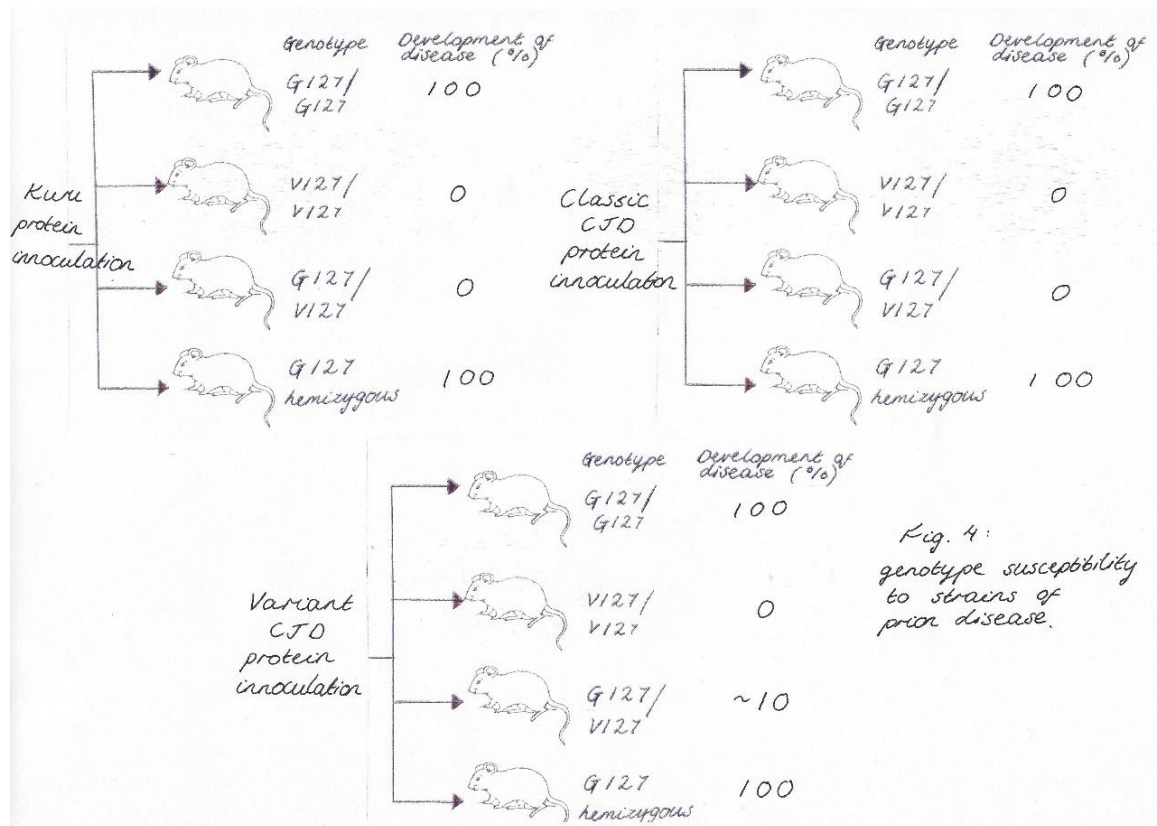 Genotype Development of
disease (%)
G127/
G127
100
V127/
V127
0
G127/
V127
0
G127
hemizygous
100
Kuru
protein
innoculation
Genotype Development of
disease (%)
G127/
G127
100
V127/
V127
0
G127/
V127
0
G127
hemizygous
100
Classic
CJD
protein
innoculation
Genotype Development of
disease (%)
G127/
G127
100
V127/
V127
0
G127/
V127
~10
G127
hemizygous
100
Variant
CJD
protein
innoculation
Fig. 4:
genotype susceptibility
to strains of
prion disease.